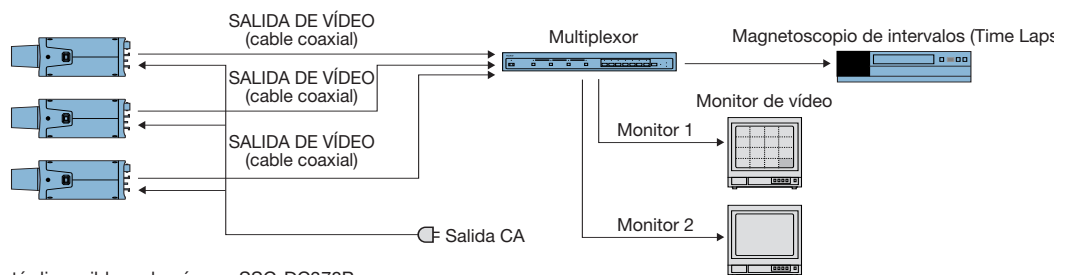 SALIDA DE VÍDEO
(cable coaxial)
Multiplexor
Magnetoscopio de intervalos (Time Laps
SALIDA DE VÍDEO
(cable coaxial)
Monitor de vídeo
Monitor 1
SALIDA DE VÍDEO
(cable coaxial)
Monitor 2
Salida CA